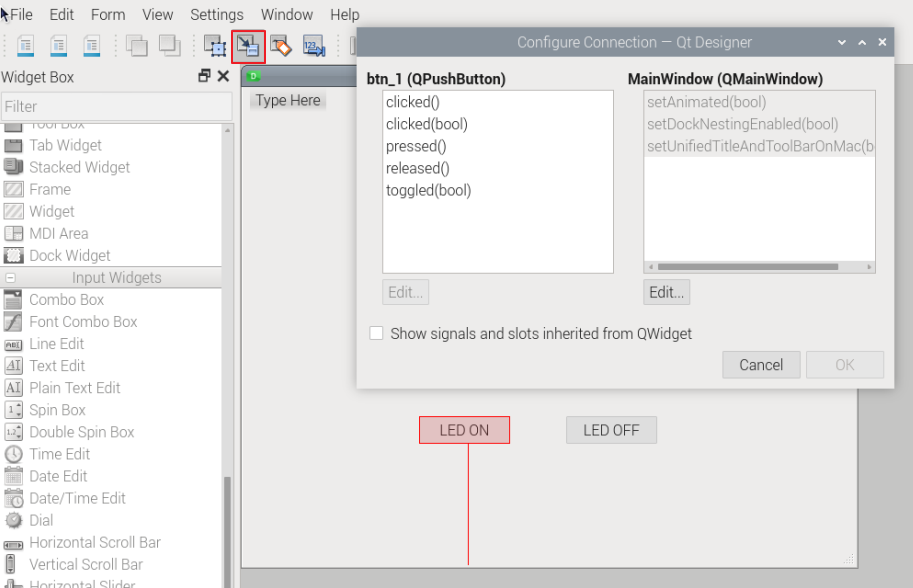 File Edit Form View Settings Window Help
Configure Connection — Qt Designer
Widget Box
Filter
Tool Box
Tab Widget
Stacked Widget
Frame
Widget
MDI Area
Dock Widget
Input Widgets
Combo Box
Font Combo Box
Line Edit
Text Edit
Plain Text Edit
Spin Box
Double Spin Box
Time Edit
Date Edit
Date/Time Edit
Dial
Horizontal Scroll Bar
Vertical Scroll Bar
Horizontal Slider
Type Here
btn_1 (QPushButton)
clicked()
clicked(bool)
pressed()
released()
toggled(bool)
Edit...
MainWindow (QMainWindow)
setAnimated(bool)
setDockNestingEnabled(bool)
setUnifiedTitleAndToolBarOnMac(b
Edit...
Show signals and slots inherited from QWidget
Cancel OK
LED ON LED OFF